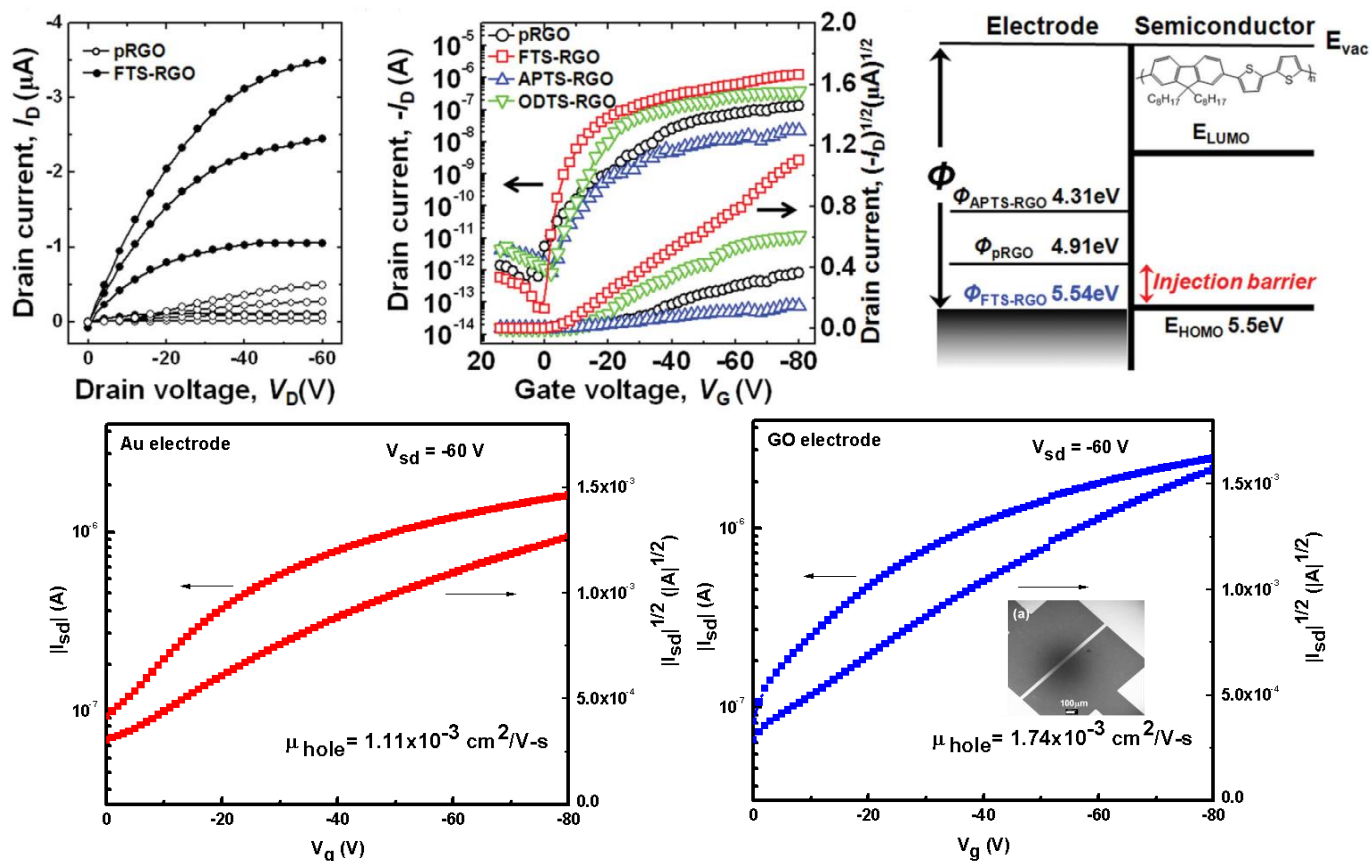 Drain current, I_D (μA)
-4
-3
-2
-1
0
pRGO
FTS-RGO
0 -20 -40 -60
Drain voltage, V_D(V)
Drain current, -I_D (A)
10^-5
10^-6
10^-7
10^-8
10^-9
10^-10
10^-11
10^-12
10^-13
10^-14
pRGO
FTS-RGO
APTS-RGO
ODTS-RGO
2.0
1.6
1.2
0.8
0.4
0.0
Drain current, (-I_D)^1/2(μA)^1/2
20 0 -20 -40 -60 -80
Gate voltage, V_G (V)
Electrode Semiconductor
E_vac
Φ
C8H17 C8H17
n
E_LUMO
Φ_APTS-RGO 4.31eV
Φ_pRGO 4.91eV
Φ_FTS-RGO 5.54eV
Injection barrier
E_HOMO 5.5eV
Au electrode
V_sd = -60 V
|I_sd| (A)
10^-6
10^-7
1.5x10^-3
1.0x10^-3
5.0x10^-4
0.0
|I_sd|^1/2 (|A|^1/2)
μ_hole= 1.11x10^-3 cm^2/V-s
0 -20 -40 -60 -80
V_g (V)
GO electrode
V_sd = -60 V
|I_sd| (A)
10^-6
10^-7
1.5x10^-3
1.0x10^-3
5.0x10^-4
0.0
|I_sd|^1/2 (|A|^1/2)
(a)
100μm
μ_hole= 1.74x10^-3 cm^2/V-s
0 -20 -40 -60 -80
V_g (V)